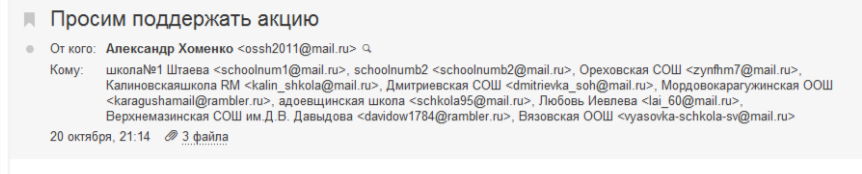 Просим поддержать акцию
От кого: Александр Хоменко <ossh2011@mail.ru>
Кому: школа№1 Штаева <schoolnum1@mail.ru>, schoolnumb2 <schoolnumb2@mail.ru>, Ореховская СОШ <zynfhm7@mail.ru>,
Калиновскаяшкола RM <kalin_shkola@mail.ru>, Дмитриевская СОШ <dmitrievka_soh@mail.ru>, Мордовокарагужинская ООШ
<karagushamail@rambler.ru>, адоевщинская школа <schkola95@mail.ru>, Любовь Иевлева <lai_60@mail.ru>,
Верхнемазинская СОШ им.Д.В. Давыдова <davidow1784@rambler.ru>, Вязовская ООШ <vyasovka-schkola-sv@mail.ru>
20 октября, 21:14 3 файла